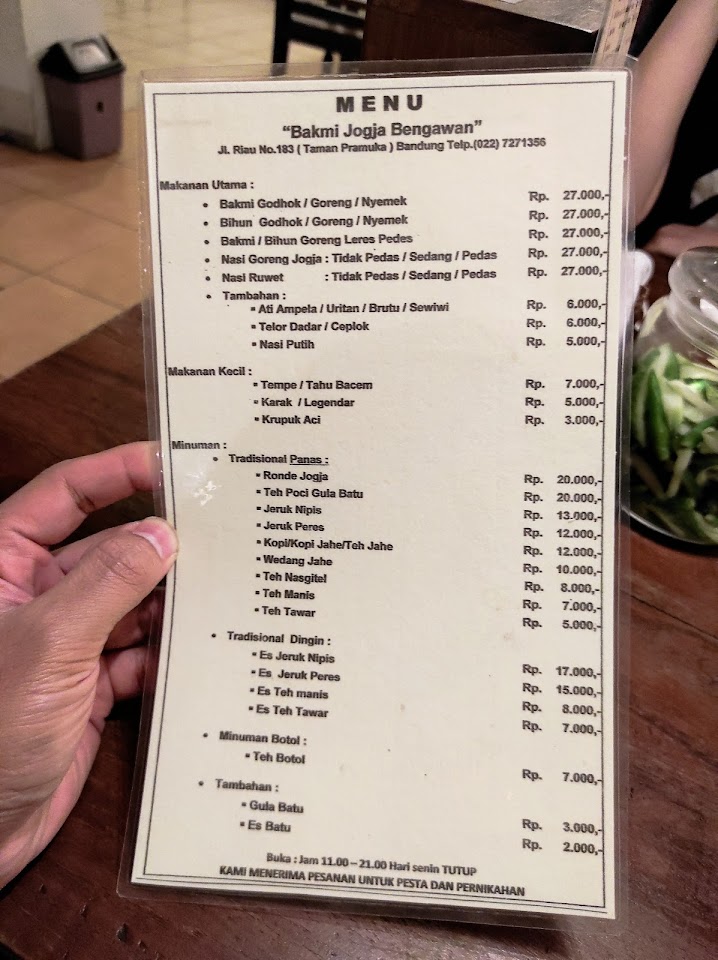 MENU
"Bakmi Jogja Bengawan"
Jl. Riau No.183 ( Taman Pramuka ) Bandung Telp.(022) 7271356
Makanan Utama :
• Bakmi Godhok / Goreng / Nyemek Rp. 27.000,-
• Bihun Godhok / Goreng / Nyemek Rp. 27.000,-
• Bakmi / Bihun Goreng Leres Pedes Rp. 27.000,-
• Nasi Goreng Jogja : Tidak Pedas / Sedang / Pedas Rp. 27.000,-
• Nasi Ruwet : Tidak Pedas / Sedang / Pedas Rp. 27.000,-
• Tambahan :
▪ Ati Ampela / Uritan / Brutu / Sewiwi Rp. 6.000,-
▪ Telor Dadar / Ceplok Rp. 6.000,-
▪ Nasi Putih Rp. 5.000,-
Makanan Kecil :
▪ Tempe / Tahu Bacem Rp. 7.000,-
▪ Karak / Legendar Rp. 5.000,-
▪ Krupuk Aci Rp. 3.000,-
Minuman :
• Tradisional Panas :
▪ Ronde Jogja Rp. 20.000,-
▪ Teh Poci Gula Batu Rp. 20.000,-
▪ Jeruk Nipis Rp. 13.000,-
▪ Jeruk Peres Rp. 12.000,-
▪ Kopi/Kopi Jahe/Teh Jahe Rp. 12.000,-
▪ Wedang Jahe Rp. 10.000,-
▪ Teh Nasgitel Rp. 8.000,-
▪ Teh Manis Rp. 7.000,-
▪ Teh Tawar Rp. 5.000,-
• Tradisional Dingin :
▪ Es Jeruk Nipis Rp. 17.000,-
▪ Es Jeruk Peres Rp. 15.000,-
▪ Es Teh manis Rp. 8.000,-
▪ Es Teh Tawar Rp. 7.000,-
• Minuman Botol :
▪ Teh Botol Rp. 7.000,-
• Tambahan :
▪ Gula Batu Rp. 3.000,-
▪ Es Batu Rp. 2.000,-
Buka : Jam 11.00 – 21.00 Hari senin TUTUP
KAMI MENERIMA PESANAN UNTUK PESTA DAN PERNIKAHAN